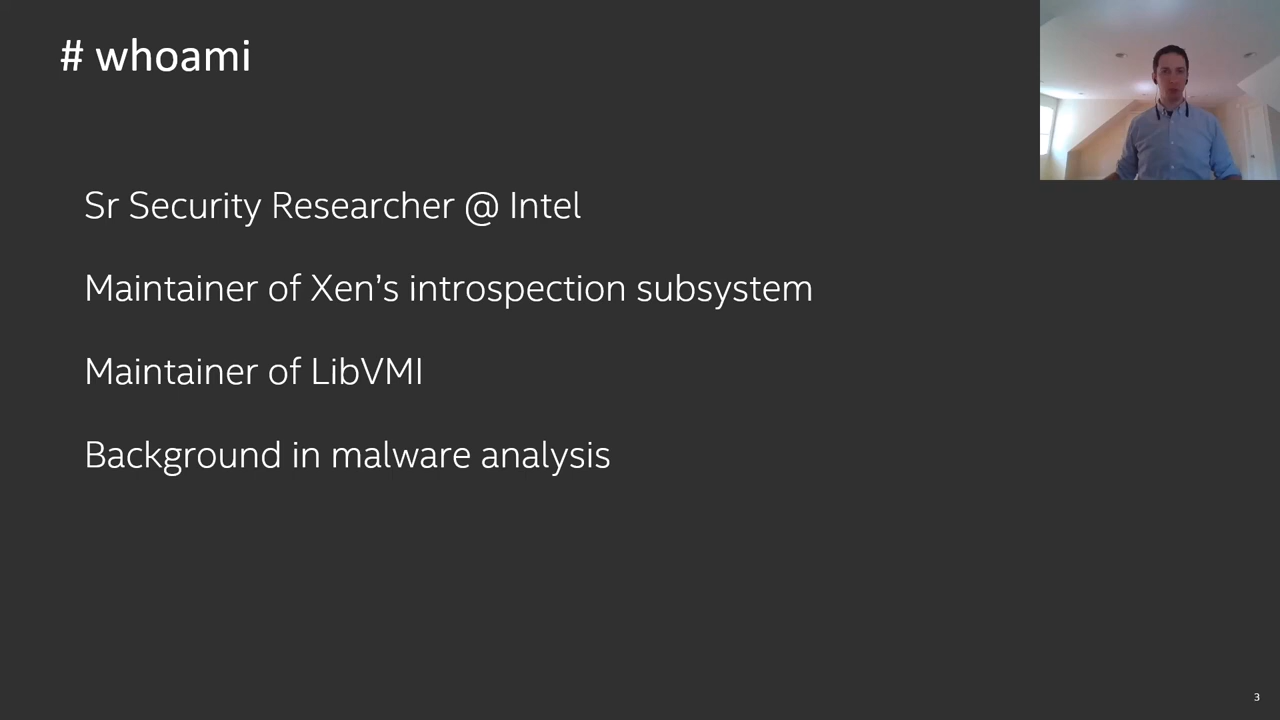 # whoami
Sr Security Researcher @ Intel
Maintainer of Xen’s introspection subsystem
Maintainer of LibVMI
Background in malware analysis
3